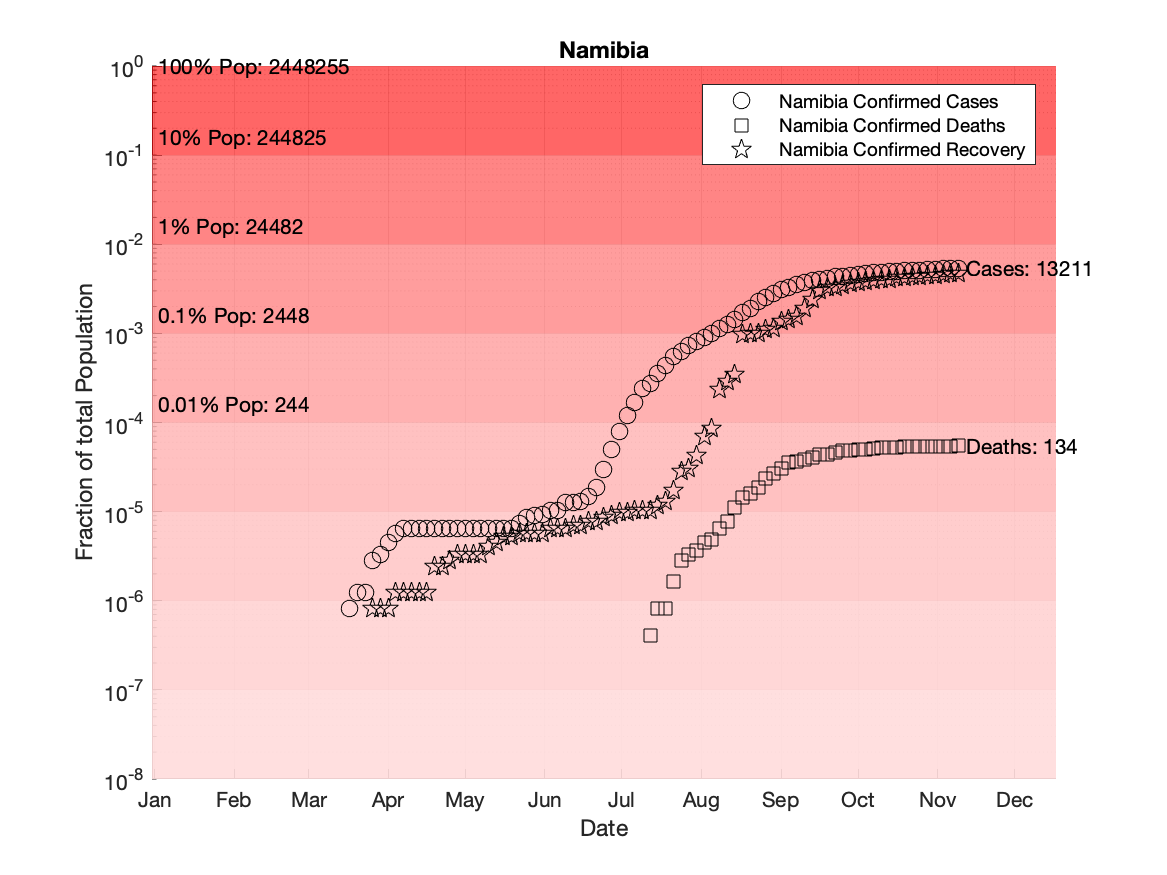 Namibia
10^0
10^-1
10^-2
10^-3
10^-4
10^-5
10^-6
10^-7
10^-8
Fraction of total Population
100% Pop: 2448255
10% Pop: 244825
1% Pop: 24482
0.1% Pop: 2448
0.01% Pop: 244
Namibia Confirmed Cases
Namibia Confirmed Deaths
Namibia Confirmed Recovery
Cases: 13211
Deaths: 134
Jan Feb Mar Apr May Jun Jul Aug Sep Oct Nov Dec
Date